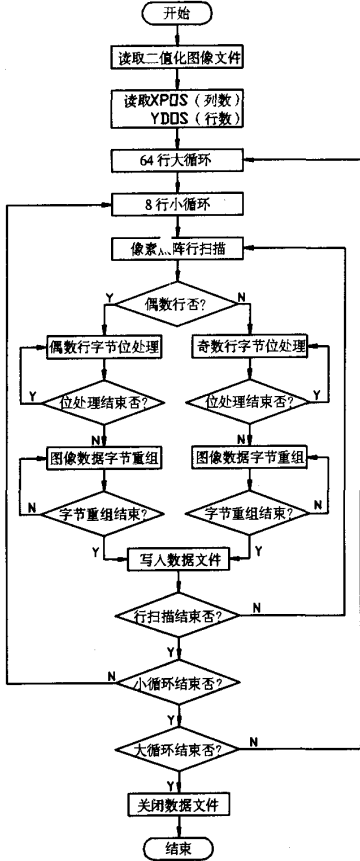 开始
读取二值化图像文件
读取XPOS（列数）
YDOS（行数）
64行大循环
8行小循环
像素 阵行扫描
偶数行否?
Y
N
偶数行字节位处理
奇数行字节位处理
位处理结束否?
Y
位处理结束否?
Y
N
N
图像数据字节重组
图像数据字节重组
字节重组结束?
N
字节重组结束?
N
Y
Y
写入数据文件
行扫描结束否?
N
Y
小循环结束否?
N
Y
大循环结束否?
N
Y
关闭数据文件
结束